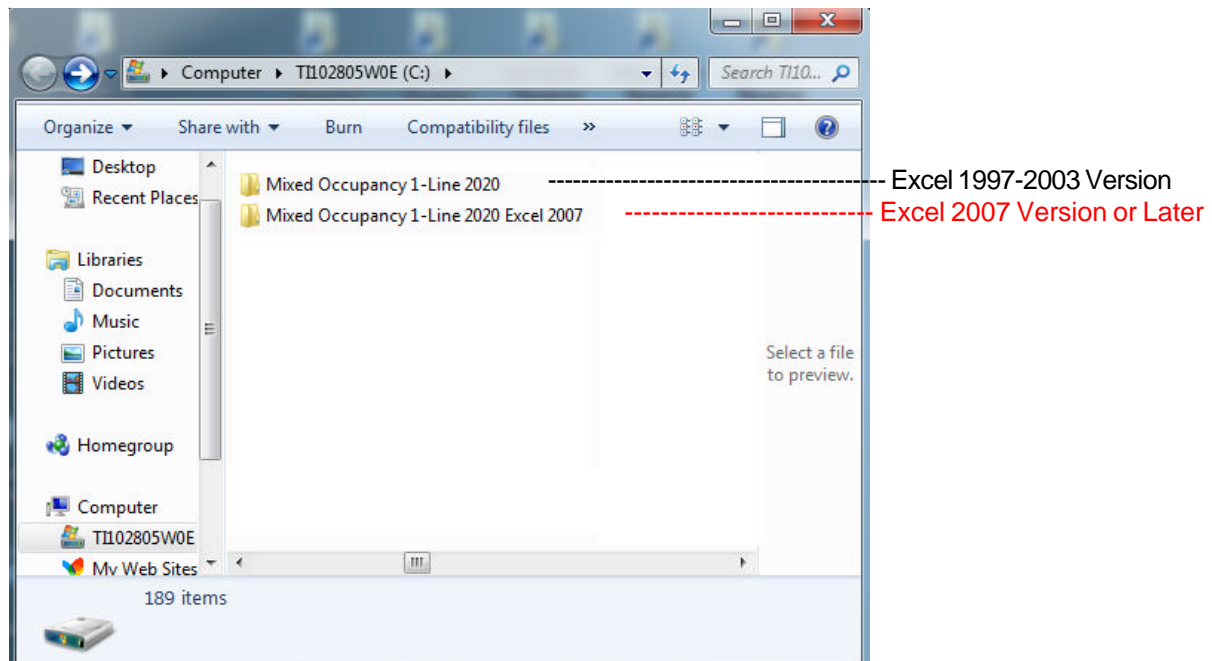 Computer TI102805W0E (C:) Search TI10...
Organize Share with Burn Compatibility files »
Desktop
Recent Places
Libraries
Documents
Music
Pictures
Videos
Homegroup
Computer
TI102805W0E
My Web Sites
Mixed Occupancy 1-Line 2020 ---------------------------------- Excel 1997-2003 Version
Mixed Occupancy 1-Line 2020 Excel 2007 ------------------------- Excel 2007 Version or Later
Select a file
to preview.
189 items